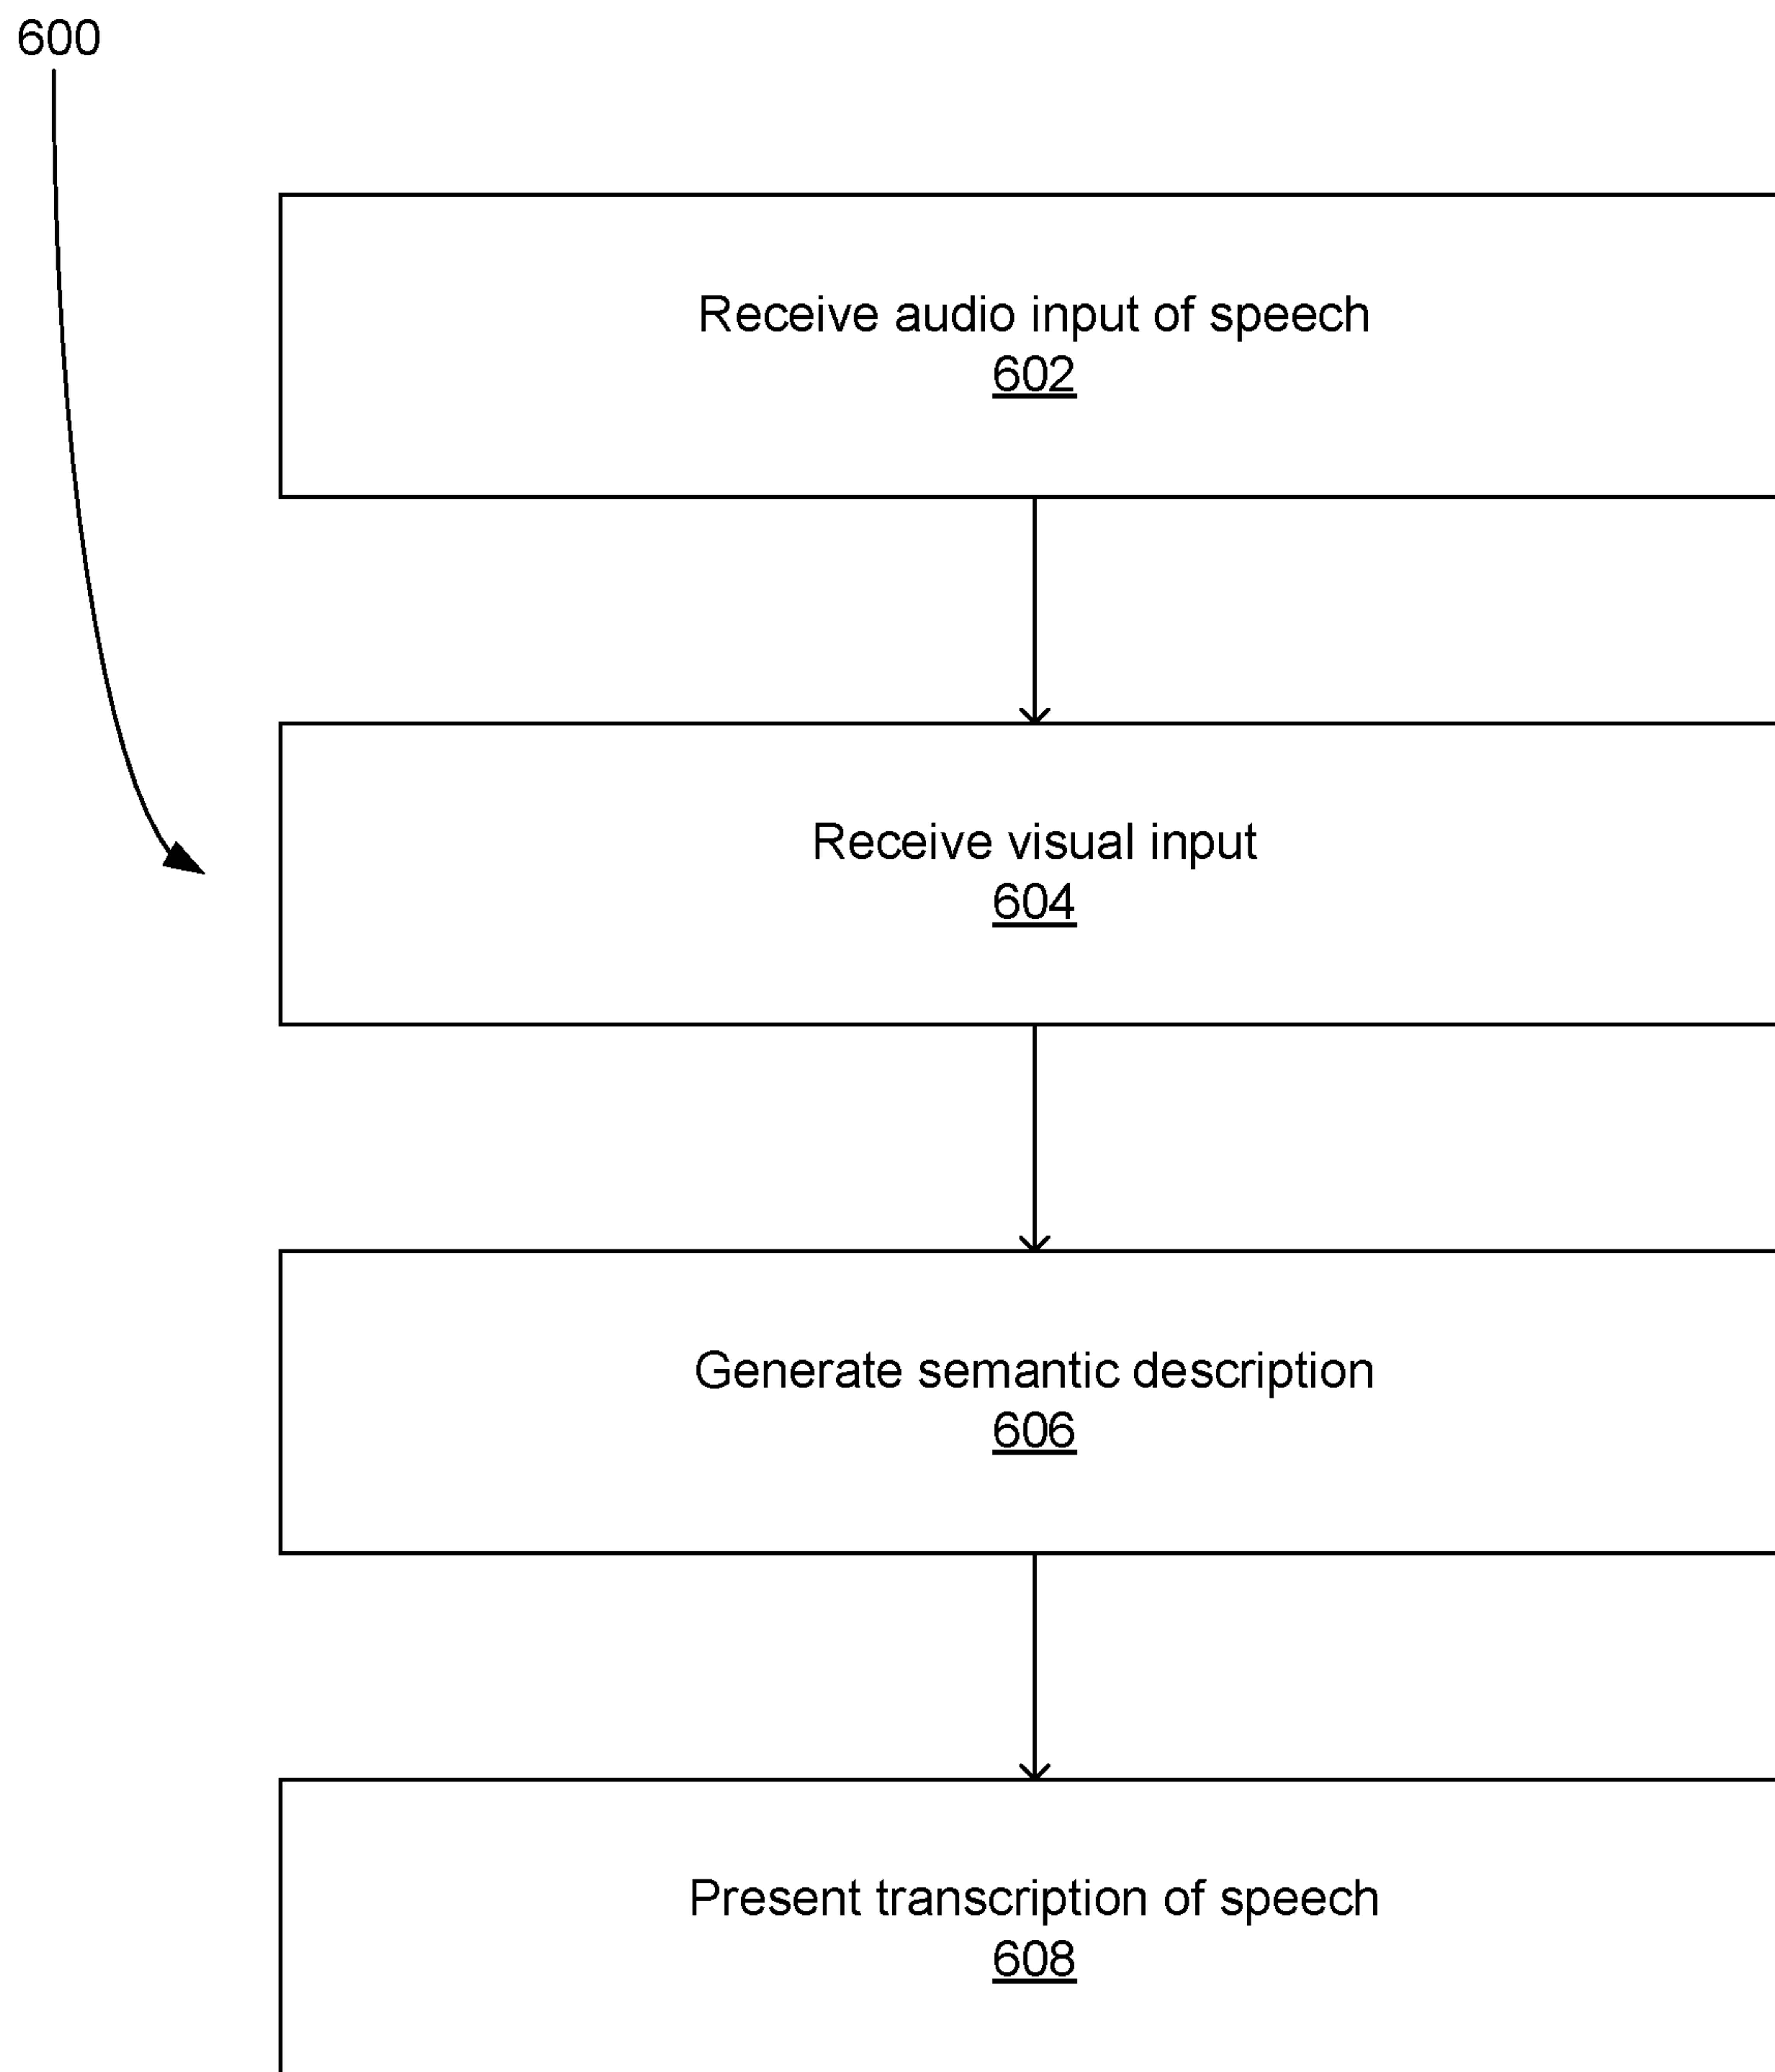 600
Receive audio input of speech
602
Receive visual input
604
Generate semantic description
606
Present transcription of speech
608